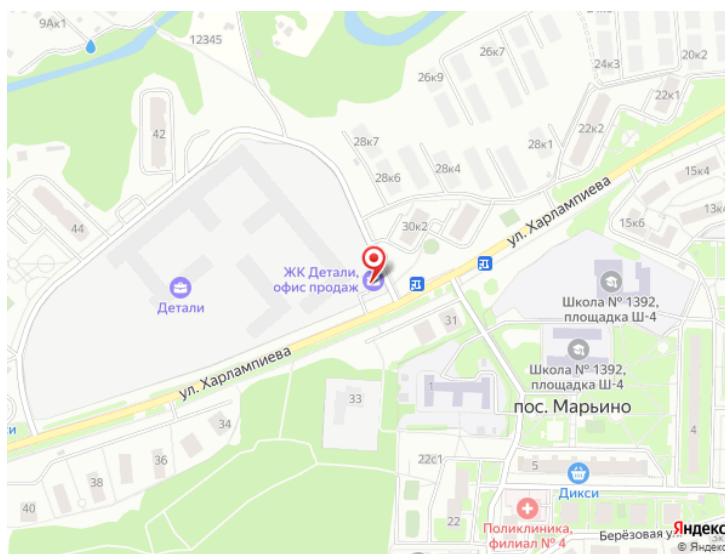 9Ак1
12345
26к7
26к9
24к3
20к2
22к1
22к2
42
28к7
28к1
28к4
28к6
15к4
13к4
15к6
44
30к2
ул. Харлампиева
ЖК Детали,
офис продаж
Детали
Школа № 1392,
площадка Ш-4
31
ул. Харлампиева
Школа № 1392,
площадка Ш-4
1
33
пос. Марьино
34
4
36
22с1
5
38
Дикси
40
22
Поликлиника,
филиал № 4
Берёзовая ул.
Яндекс
© Яндекс